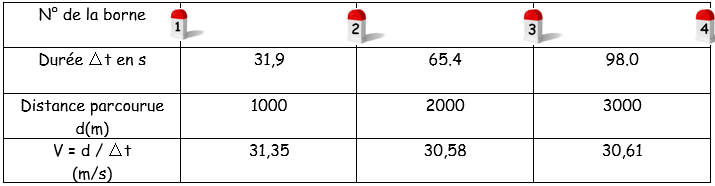 N° de la borne 1 2 3 4
Durée △t en s 31,9 65.4 98.0
Distance parcourue 1000 2000 3000
d(m)
V = d / △t 31,35 30,58 30,61
(m/s)